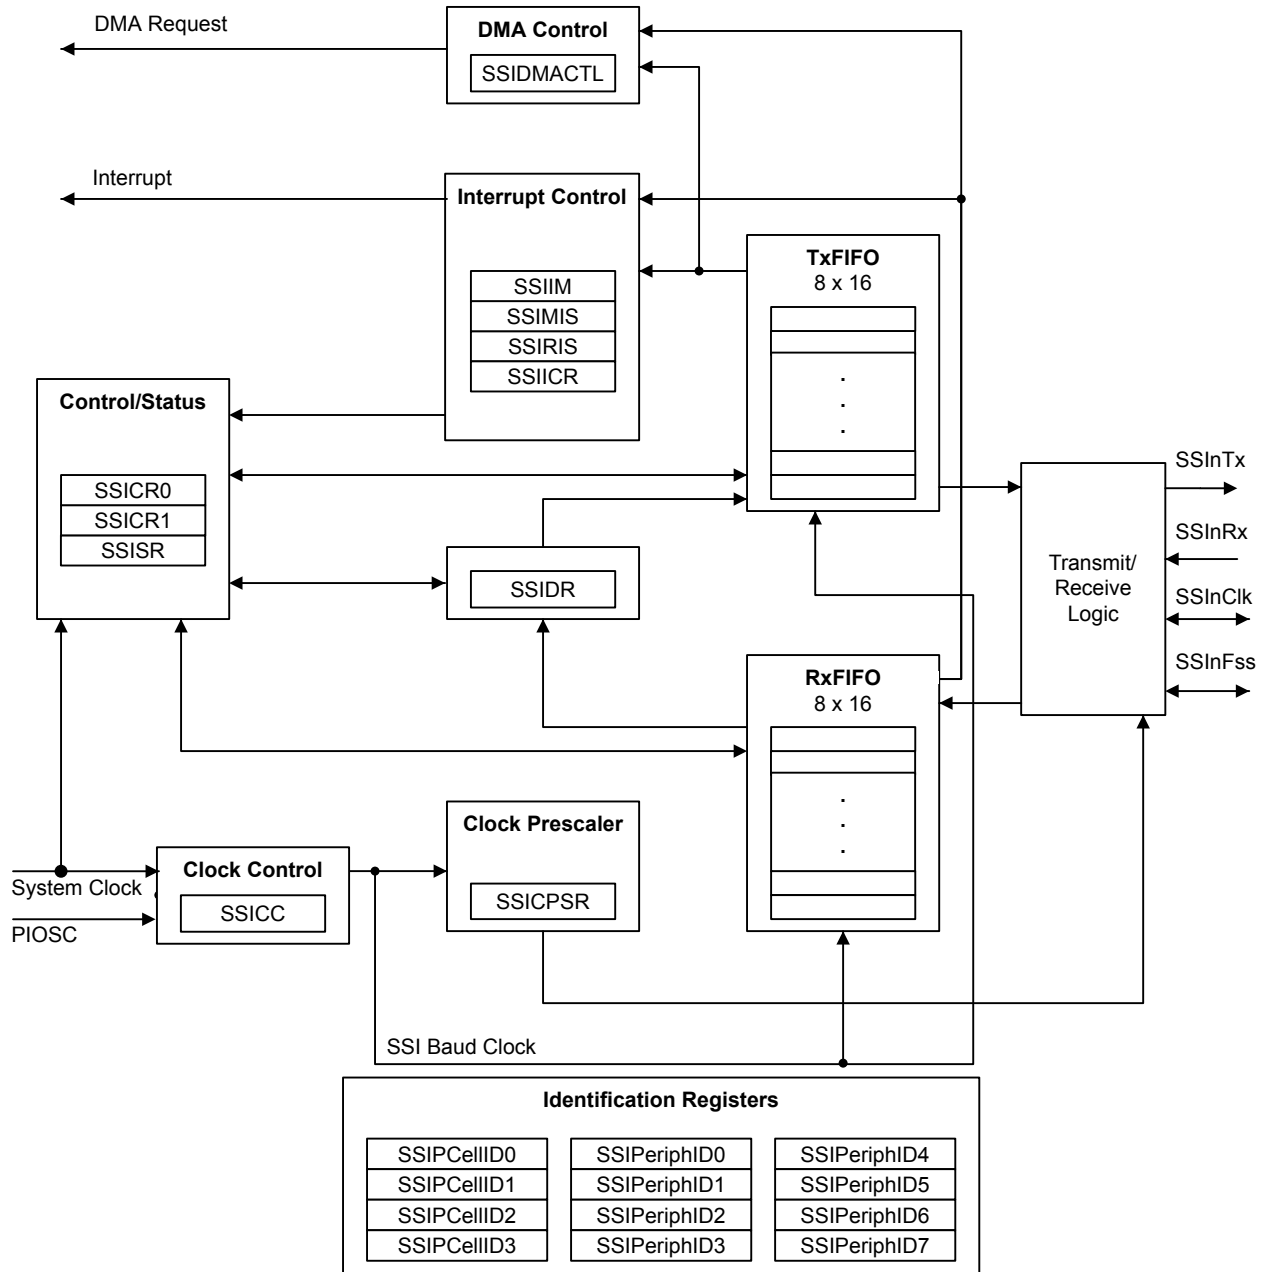 DMA Request
DMA Control
SSIDMACTL
Interrupt
Interrupt Control
SSIIM
SSIMIS
SSIRIS
SSIICR
TxFIFO
8 x 16
.
.
.
Control/Status
SSICR0
SSICR1
SSISR
SSIDR
Transmit/
Receive
Logic
SSInTx
SSInRx
SSInClk
SSInFss
RxFIFO
8 x 16
.
.
.
System Clock
PIOSC
Clock Control
SSICC
Clock Prescaler
SSICPSR
SSI Baud Clock
Identification Registers
SSIPCellID0
SSIPCellID1
SSIPCellID2
SSIPCellID3
SSIPeriphID0
SSIPeriphID1
SSIPeriphID2
SSIPeriphID3
SSIPeriphID4
SSIPeriphID5
SSIPeriphID6
SSIPeriphID7